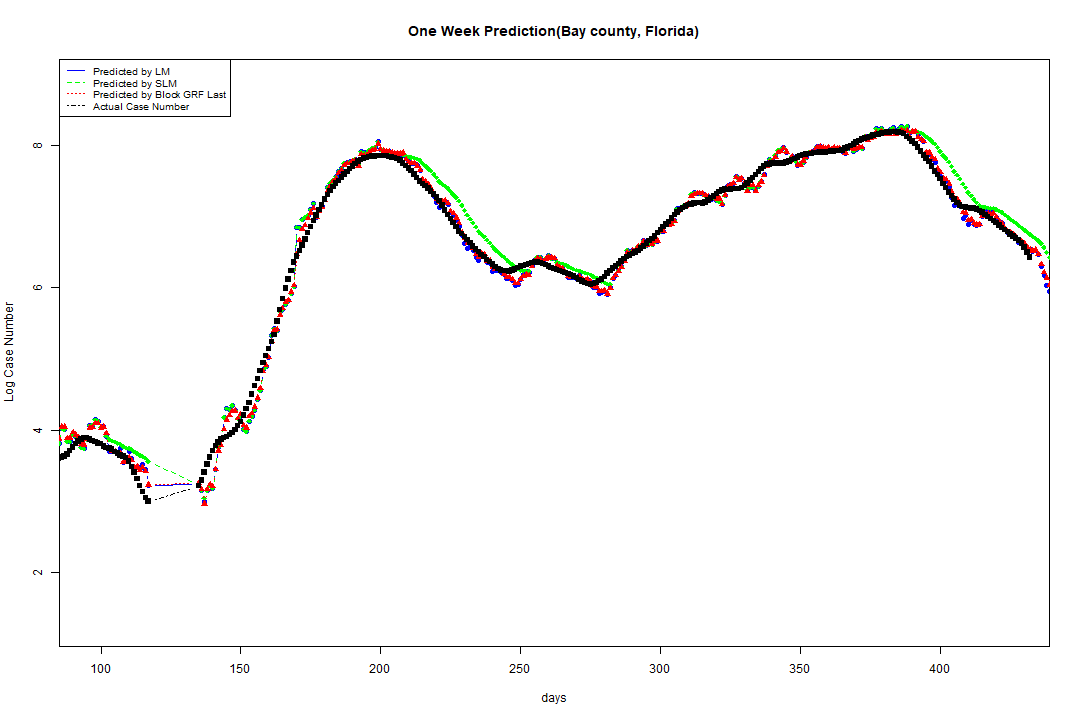 One Week Prediction(Bay county, Florida)
Predicted by LM
Predicted by SLM
Predicted by Block GRF Last
Actual Case Number
8
6
4
2
Log Case Number
100 150 200 250 300 350 400
days